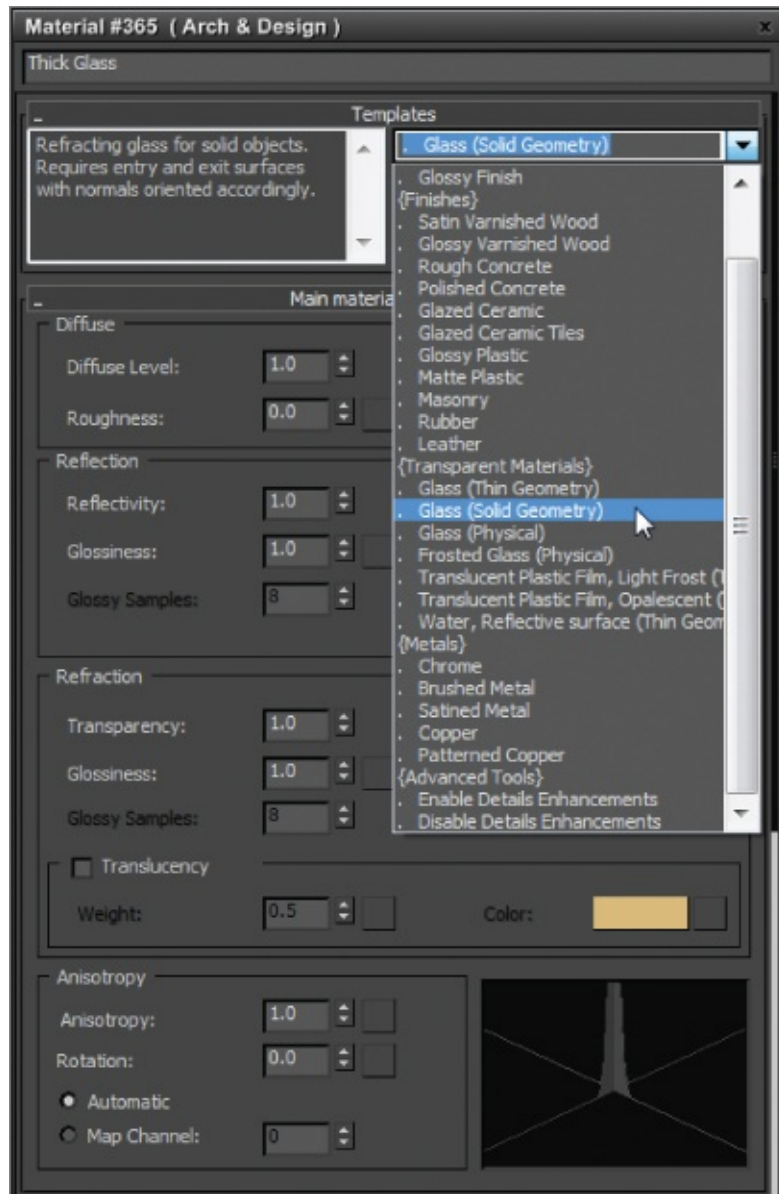 Material #365 ( Arch & Design )
x
Thick Glass
- Templates
Refracting glass for solid objects.
Requires entry and exit surfaces
with normals oriented accordingly.
. Glass (Solid Geometry)
. Glossy Finish
{Finishes}
. Satin Varnished Wood
. Glossy Varnished Wood
. Rough Concrete
. Polished Concrete
. Glazed Ceramic
. Glazed Ceramic Tiles
. Glossy Plastic
. Matte Plastic
. Masonry
. Rubber
. Leather
{Transparent Materials}
. Glass (Thin Geometry)
. Glass (Solid Geometry)
. Glass (Physical)
. Frosted Glass (Physical)
. Translucent Plastic Film, Light Frost (
. Translucent Plastic Film, Opalescent (
. Water, Reflective surface (Thin Geom
{Metals}
. Chrome
. Brushed Metal
. Satined Metal
. Copper
. Patterned Copper
{Advanced Tools}
. Enable Details Enhancements
. Disable Details Enhancements
- Main materia
Diffuse
Diffuse Level: 1.0
Roughness: 0.0
Reflection
Reflectivity: 1.0
Glossiness: 1.0
Glossy Samples: 8
Refraction
Transparency: 1.0
Glossiness: 1.0
Glossy Samples: 8
Translucency
Weight: 0.5 Color:
Anisotropy
Anisotropy: 1.0
Rotation: 0.0
Automatic
Map Channel: 0